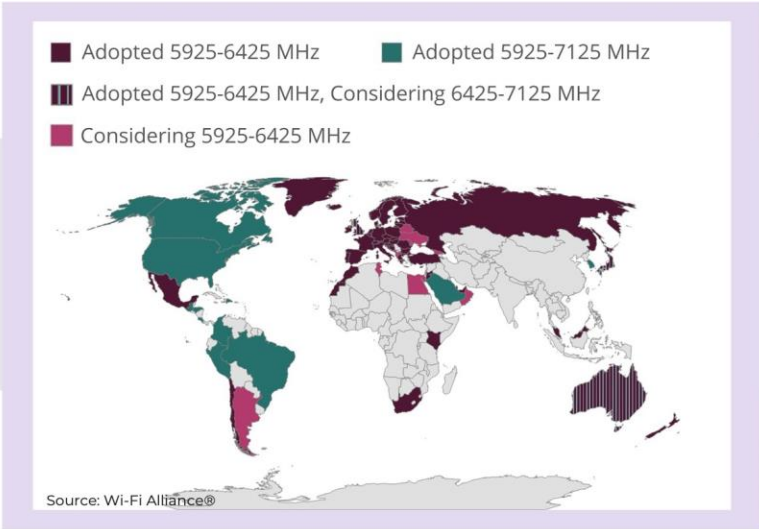 Adopted 5925-6425 MHz
Adopted 5925-7125 MHz
Adopted 5925-6425 MHz, Considering 6425-7125 MHz
Considering 5925-6425 MHz
Source: Wi-Fi Alliance®